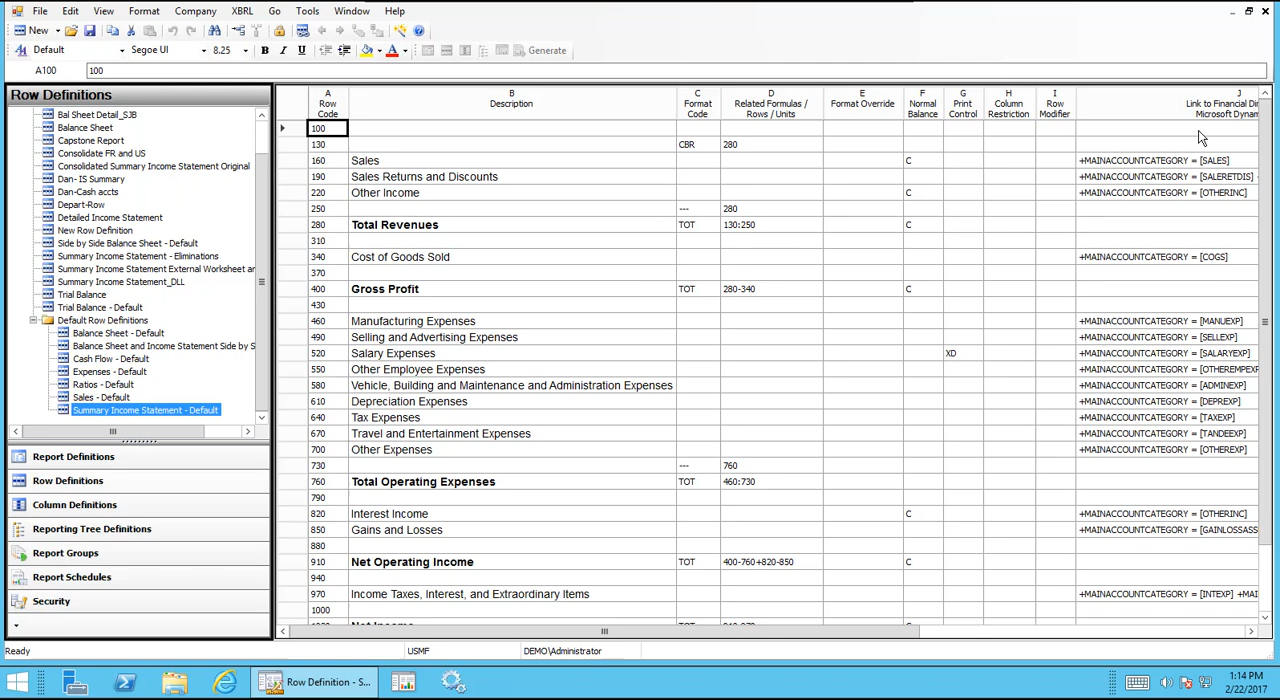 File Edit View Format Company XBRL Go Tools Window Help
New
Default Segoe UI 8.25 B I U A Generate
A100 100
Row Definitions
Bal Sheet Detail_SJB
Balance Sheet
Capstone Report
Consolidate FR and US
Consolidated Summary Income Statement Original
Dan- IS Summary
Dan-Cash accts
Depart-Row
Detailed Income Statement
New Row Definition
Side by Side Balance Sheet - Default
Summary Income Statement - Eliminations
Summary Income Statement External Worksheet ar
Summary Income Statement_DLL
Trial Balance
Trial Balance - Default
Default Row Definitions
Balance Sheet - Default
Balance Sheet and Income Statement Side by S
Cash Flow - Default
Expenses - Default
Ratios - Default
Sales - Default
Summary Income Statement - Default
Report Definitions
Row Definitions
Column Definitions
Reporting Tree Definitions
Reporting Groups
Report Schedules
Security
A B C D E F G H I J
Row Code Description Format Code Related Formulas / Rows / Units Format Override Normal Balance Print Control Column Restriction Row Modifier Link to Financial Dim Microsoft Dynam
100
130 CBR 280
160 Sales C +MAINACCOUNTCATEGORY = [SALES]
190 Sales Returns and Discounts +MAINACCOUNTCATEGORY = [SALERETDIS]
220 Other Income C +MAINACCOUNTCATEGORY = [OTHERINC]
250 --- 280
280 Total Revenues TOT 130:250 C
310
340 Cost of Goods Sold +MAINACCOUNTCATEGORY = [COGS]
370
400 Gross Profit TOT 280-340 C
430
460 Manufacturing Expenses +MAINACCOUNTCATEGORY = [MANUEXP]
490 Selling and Advertising Expenses +MAINACCOUNTCATEGORY = [SELLEXP]
520 Salary Expenses XD +MAINACCOUNTCATEGORY = [SALARYEXP]
550 Other Employee Expenses +MAINACCOUNTCATEGORY = [OTHEREMPEXP
580 Vehicle, Building and Maintenance and Administration Expenses +MAINACCOUNTCATEGORY = [ADMINEXP]
610 Depreciation Expenses +MAINACCOUNTCATEGORY = [DEPREXP]
640 Tax Expenses +MAINACCOUNTCATEGORY = [TAXEXP]
670 Travel and Entertainment Expenses +MAINACCOUNTCATEGORY = [TANDEEXP]
700 Other Expenses +MAINACCOUNTCATEGORY = [OTHEREXP]
730 --- 760
760 Total Operating Expenses TOT 460:730
790
820 Interest Income C +MAINACCOUNTCATEGORY = [OTHERINC]
850 Gains and Losses +MAINACCOUNTCATEGORY = [GAINLOSSASS
880
910 Net Operating Income TOT 400-760+820-850 C
940
970 Income Taxes, Interest, and Extraordinary Items +MAINACCOUNTCATEGORY = [INTEXP] +MAI
1000
Ready USMF DEMO\Administrator
Row Definition - S...
1:14 PM
2/22/2017